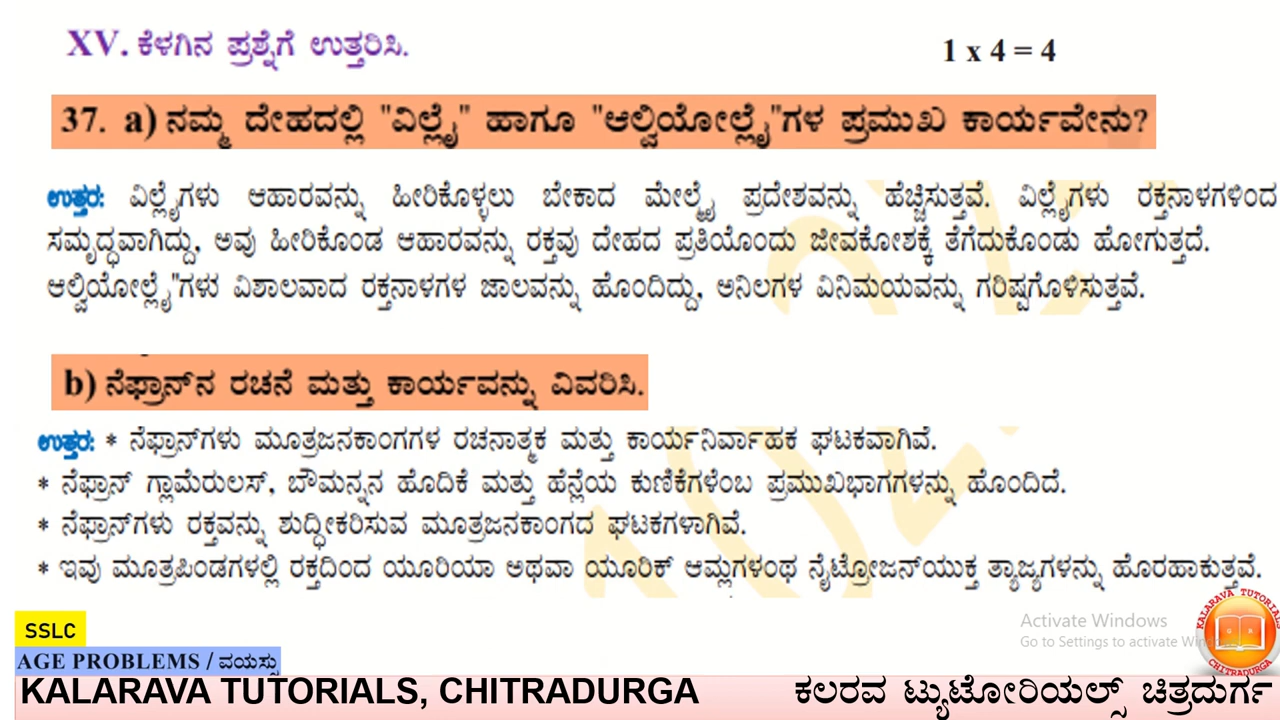 XV. ಕೆಳಗಿನ ಪ್ರಶ್ನೆಗೆ ಉತ್ತರಿಸಿ.
1 x 4 = 4
37. a) ನಮ್ಮ ದೇಹದಲ್ಲಿ "ವಿಲ್ಲೈ" ಹಾಗೂ "ಆಲ್ವಿಯೋಲ್ಲೈ"ಗಳ ಪ್ರಮುಖ ಕಾರ್ಯವೇನು?
ಉತ್ತರ: ವಿಲ್ಲೈಗಳು ಆಹಾರವನ್ನು ಹೀರಿಕೊಳ್ಳಲು ಬೇಕಾದ ಮೇಲ್ಮೈ ಪ್ರದೇಶವನ್ನು ಹೆಚ್ಚಿಸುತ್ತವೆ. ವಿಲ್ಲೈಗಳು ರಕ್ತನಾಳಗಳಿಂದ
ಸಮೃದ್ಧವಾಗಿದ್ದು, ಅವು ಹೀರಿಕೊಂಡ ಆಹಾರವನ್ನು ರಕ್ತವು ದೇಹದ ಪ್ರತಿಯೊಂದು ಜೀವಕೋಶಕ್ಕೆ ತೆಗೆದುಕೊಂಡು ಹೋಗುತ್ತದೆ.
ಆಲ್ವಿಯೋಲ್ಲೈ"ಗಳು ವಿಶಾಲವಾದ ರಕ್ತನಾಳಗಳ ಜಾಲವನ್ನು ಹೊಂದಿದ್ದು, ಅನಿಲಗಳ ವಿನಿಮಯವನ್ನು ಗರಿಷ್ಟಗೊಳಿಸುತ್ತವೆ.
b) ನೆಫ್ರಾನ್‌ನ ರಚನೆ ಮತ್ತು ಕಾರ್ಯವನ್ನು ವಿವರಿಸಿ.
ಉತ್ತರ: * ನೆಫ್ರಾನ್‌ಗಳು ಮೂತ್ರಜನಕಾಂಗಗಳ ರಚನಾತ್ಮಕ ಮತ್ತು ಕಾರ್ಯನಿರ್ವಾಹಕ ಘಟಕವಾಗಿವೆ.
* ನೆಫ್ರಾನ್ ಗ್ಲಾಮೆರುಲಸ್, ಬೌಮನ್ನನ ಹೊದಿಕೆ ಮತ್ತು ಹೆನ್ಲೆಯ ಕುಣಿಕೆಗಳೆಂಬ ಪ್ರಮುಖಭಾಗಗಳನ್ನು ಹೊಂದಿದೆ.
* ನೆಫ್ರಾನ್‌ಗಳು ರಕ್ತವನ್ನು ಶುದ್ಧೀಕರಿಸುವ ಮೂತ್ರಜನಕಾಂಗದ ಘಟಕಗಳಾಗಿವೆ.
* ಇವು ಮೂತ್ರಪಿಂಡಗಳಲ್ಲಿ ರಕ್ತದಿಂದ ಯೂರಿಯಾ ಅಥವಾ ಯೂರಿಕ್ ಆಮ್ಲಗಳಂಥ ನೈಟ್ರೋಜನ್‌ಯುಕ್ತ ತ್ಯಾಜ್ಯಗಳನ್ನು ಹೊರಹಾಕುತ್ತವೆ.
Activate Windows
Go to Settings to activate
KALARAVA TUTORIALS
CHITRADURGA
SSLC
AGE PROBLEMS / ವಯಸ್ಸು
KALARAVA TUTORIALS, CHITRADURGA ಕಲರವ ಟ್ಯುಟೋರಿಯಲ್ಸ್ ಚಿತ್ರದುರ್ಗ